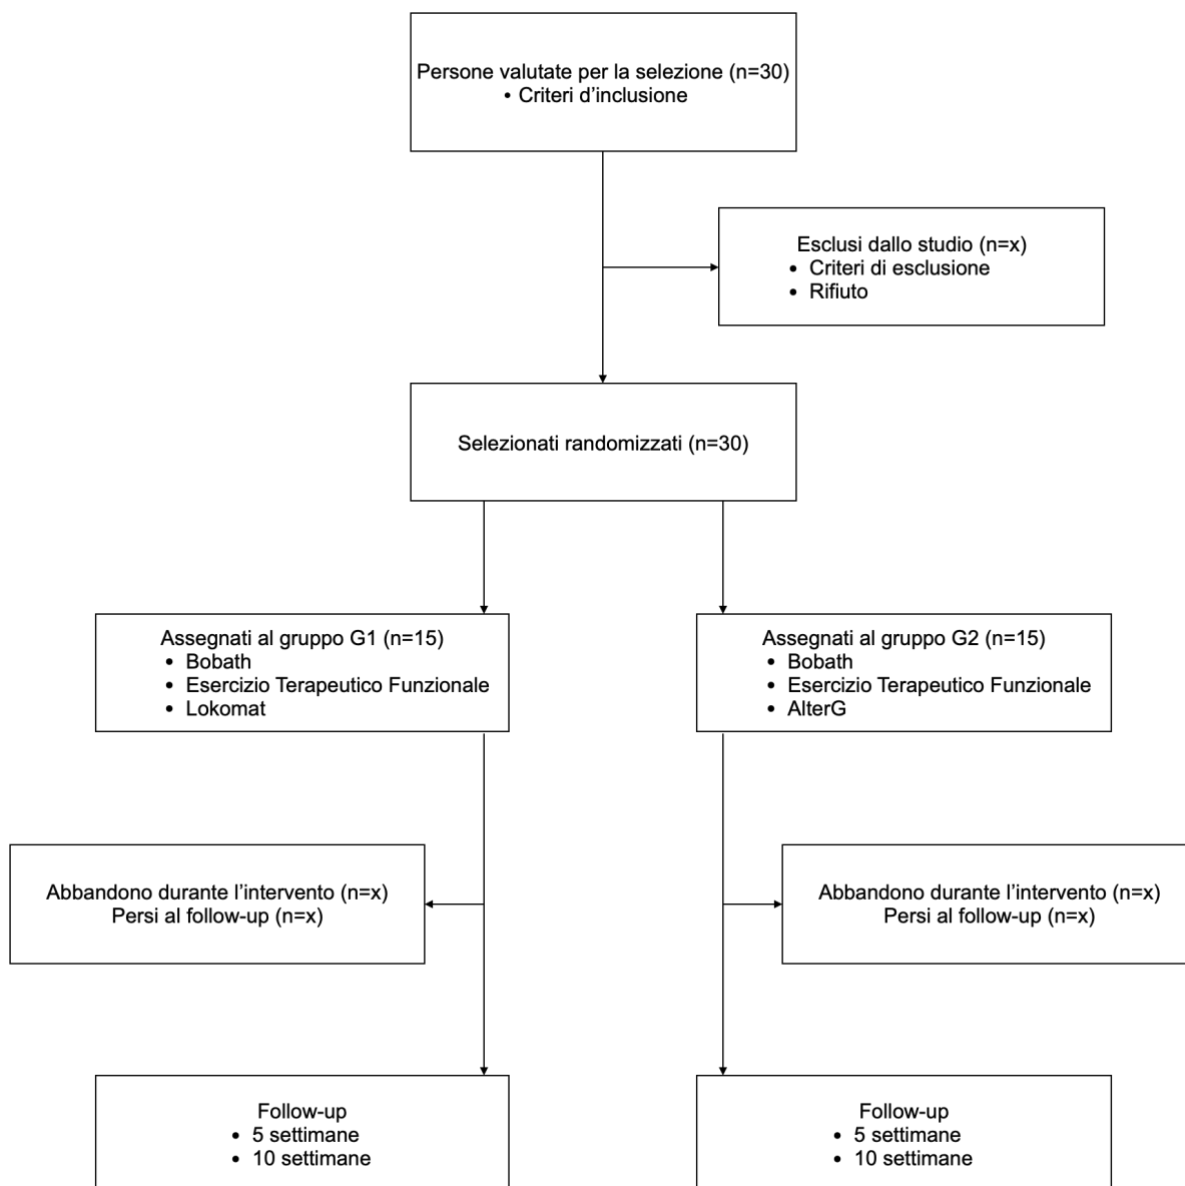 Persone valutate per la selezione (n=30)
• Criteri d’inclusione
Esclusi dallo studio (n=x)
• Criteri di esclusione
• Rifiuto
Selezionati randomizzati (n=30)
Assegnati al gruppo G1 (n=15)
• Bobath
• Esercizio Terapeutico Funzionale
• Lokomat
Assegnati al gruppo G2 (n=15)
• Bobath
• Esercizio Terapeutico Funzionale
• AlterG
Abbandono durante l’intervento (n=x)
Persi al follow-up (n=x)
Abbandono durante l’intervento (n=x)
Persi al follow-up (n=x)
Follow-up
• 5 settimane
• 10 settimane
Follow-up
• 5 settimane
• 10 settimane